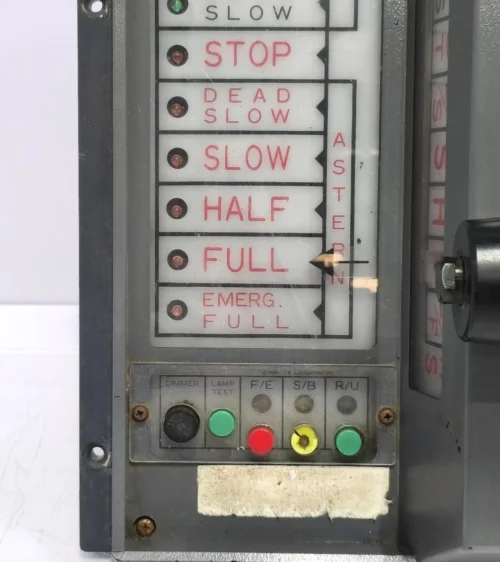 SLOW
STOP
DEAD
SLOW
SLOW
HALF
FULL
EMERG.
FULL
ASTERN
DIMMER
LAMP
TEST
F/E
S/B
R/U